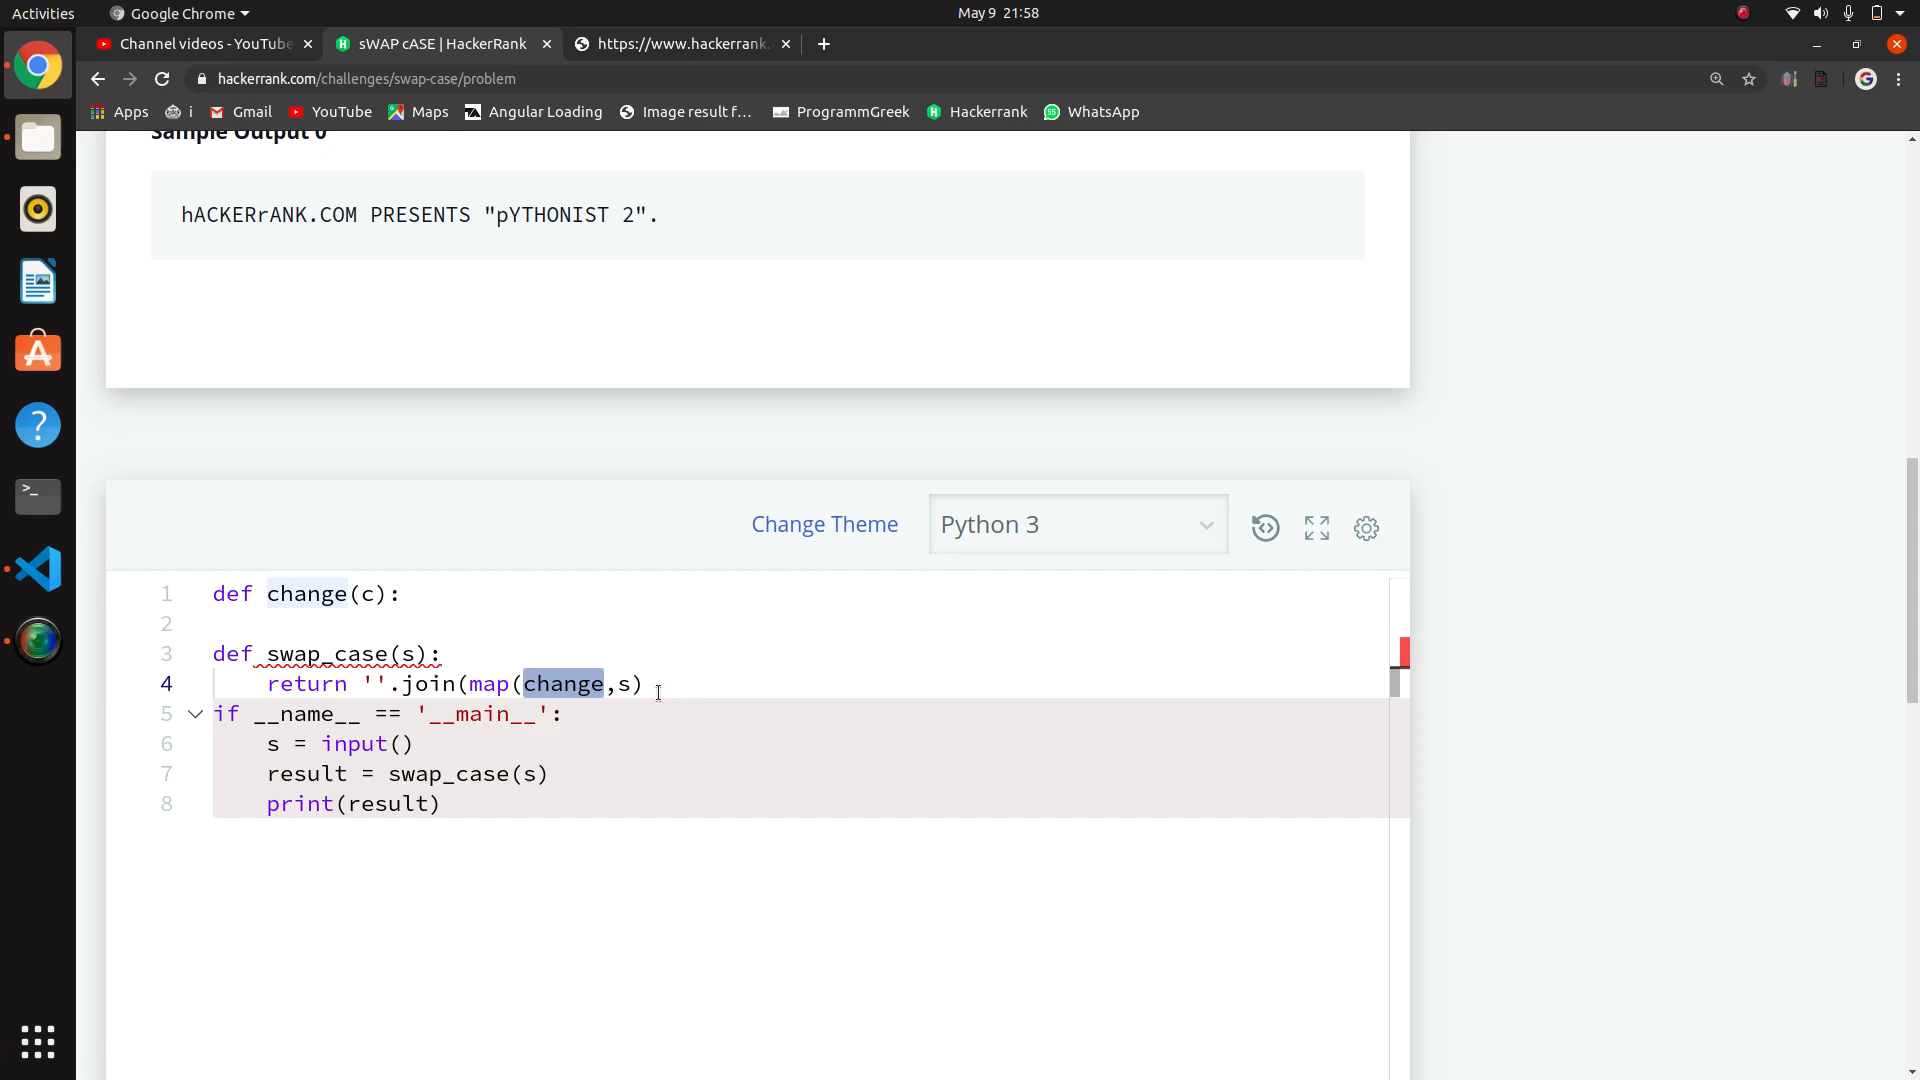 Activities
Google Chrome
May 9 21:58
Channel videos - YouTube
sWAP cASE | HackerRank
https://www.hackerrank.
hackerrank.com/challenges/swap-case/problem
Apps
i
Gmail
YouTube
Maps
Angular Loading
Image result f...
ProgrammGreek
Hackerrank
WhatsApp
Sample Output 0
hACKERrANK.COM PRESENTS "pYTHONIST 2".
Change Theme
Python 3
1 def change(c):
2
3 def swap_case(s):
4 return ''.join(map(change,s)
5 if __name__ == '__main__':
6 s = input()
7 result = swap_case(s)
8 print(result)